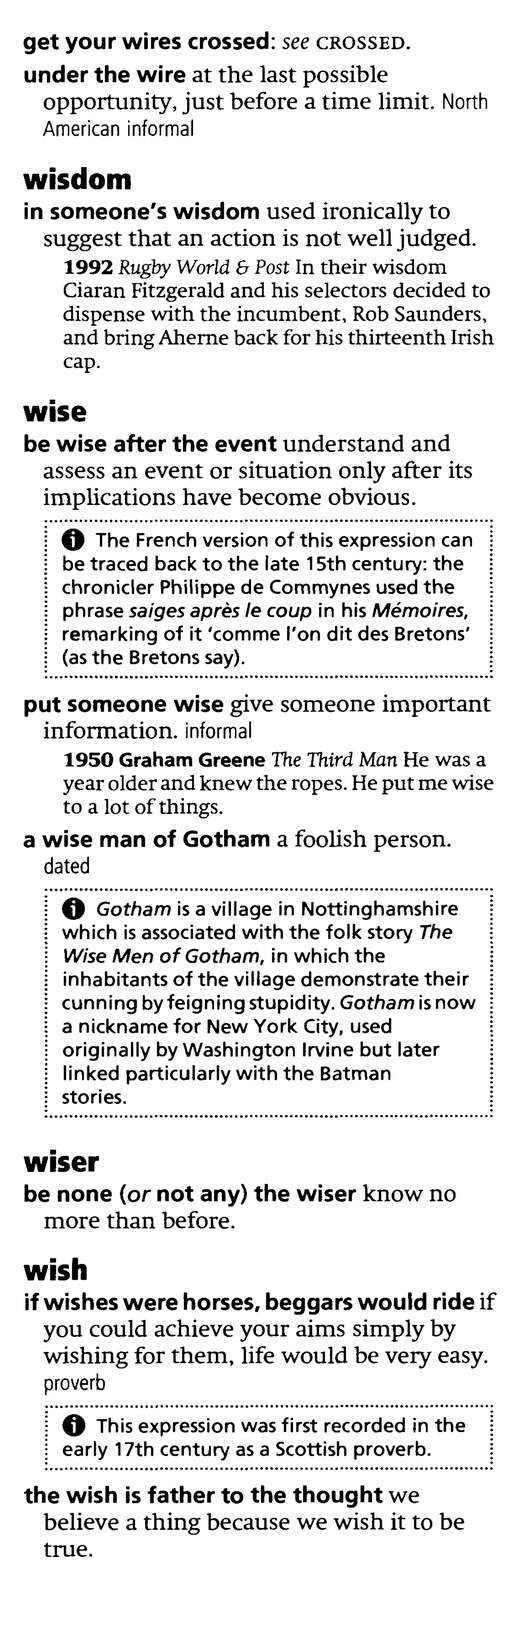 get your wires crossed: see CROSSED.
under the wire at the last possible
opportunity, just before a time limit. North
American informal
wisdom
in someone's wisdom used ironically to
suggest that an action is not well judged.
1992 Rugby World & Post In their wisdom
Ciaran Fitzgerald and his selectors decided to
dispense with the incumbent, Rob Saunders,
and bring Aherne back for his thirteenth Irish
cap.
wise
be wise after the event understand and
assess an event or situation only after its
implications have become obvious.
The French version of this expression can
be traced back to the late 15th century: the
chronicler Philippe de Commynes used the
phrase saiges après le coup in his Mémoires,
remarking of it 'comme l'on dit des Bretons'
(as the Bretons say).
put someone wise give someone important
information. informal
1950 Graham Greene The Third Man He was a
year older and knew the ropes. He put me wise
to a lot of things.
a wise man of Gotham a foolish person.
dated
Gotham is a village in Nottinghamshire
which is associated with the folk story The
Wise Men of Gotham, in which the
inhabitants of the village demonstrate their
cunning by feigning stupidity. Gotham is now
a nickname for New York City, used
originally by Washington Irvine but later
linked particularly with the Batman
stories.
wiser
be none (or not any) the wiser know no
more than before.
wish
if wishes were horses, beggars would ride if
you could achieve your aims simply by
wishing for them, life would be very easy.
proverb
This expression was first recorded in the
early 17th century as a Scottish proverb.
the wish is father to the thought we
believe a thing because we wish it to be
true.